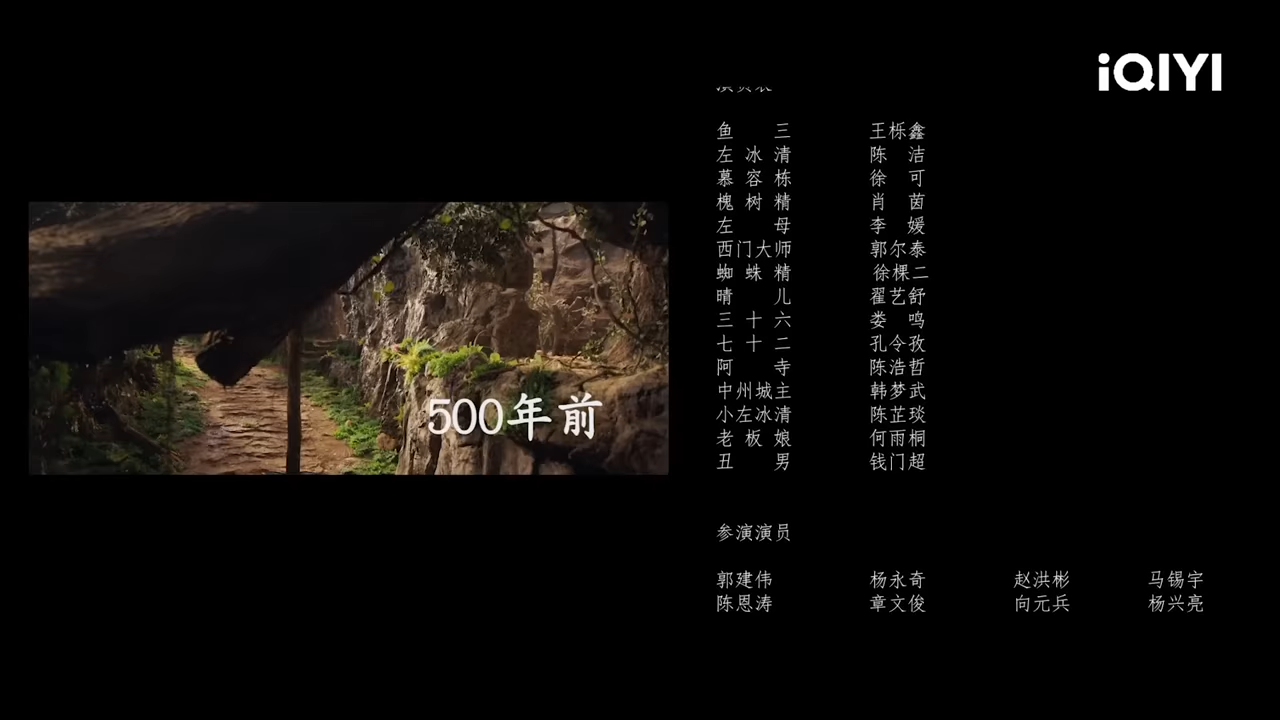 iQIYI
演员表
鱼 三 王栎鑫
左冰清 陈洁
慕容栋 徐可
槐树精 肖茵
左母 李媛
西门大师 郭尔泰
蜘蛛精 徐棵二
晴儿 翟艺舒
三十六 娄鸣
七十二 孔令孜
阿寺 陈浩哲
中州城主 韩梦武
小左冰清 陈芷琰
老板娘 何雨桐
丑男 钱门超
500年前
参演演员
郭建伟 杨永奇 赵洪彬 马锡宇
陈恩涛 章文俊 向元兵 杨兴亮